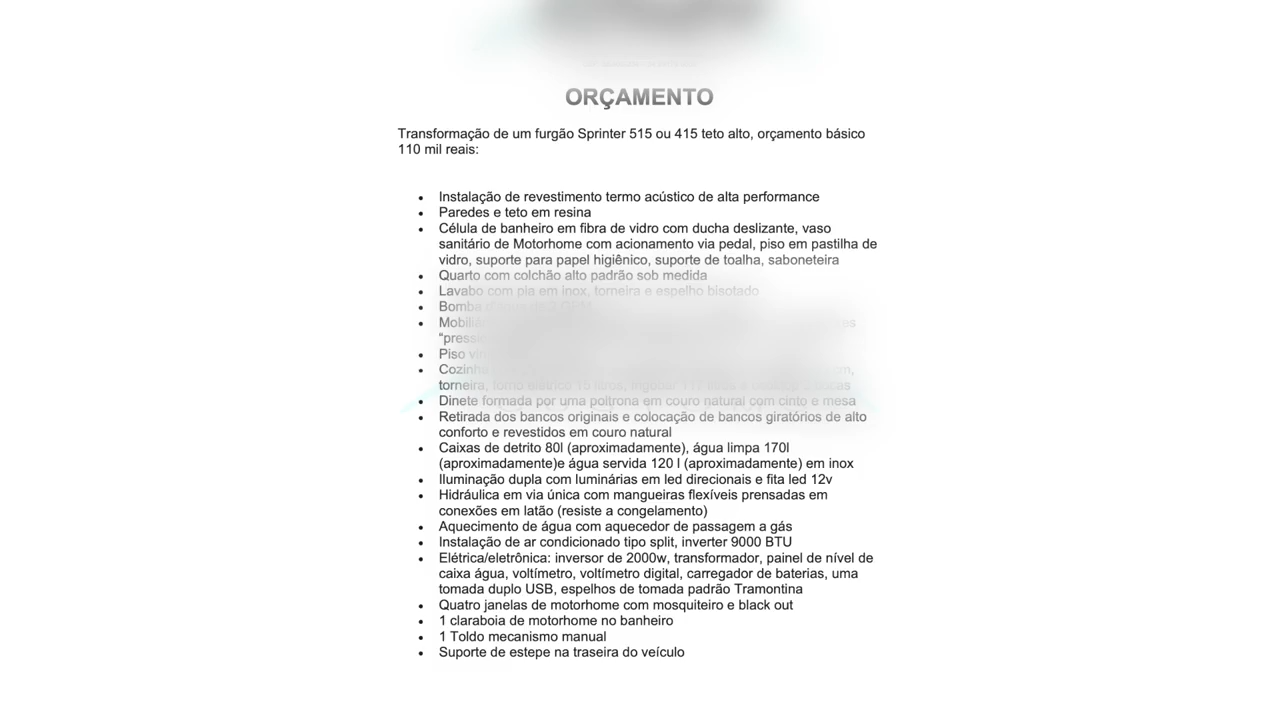 ORÇAMENTO
Transformação de um furgão Sprinter 515 ou 415 teto alto, orçamento básico
110 mil reais:
• Instalação de revestimento termo acústico de alta performance
• Paredes e teto em resina
• Célula de banheiro em fibra de vidro com ducha deslizante, vaso
sanitário de Motorhome com acionamento via pedal, piso em pastilha de
vidro, suporte para papel higiênico, suporte de toalha, saboneteira
• Quarto com colchão alto padrão sob medida
• Lavabo com pia em inox, torneira e espelho bisotado
• Bomba
•
• Piso
• Cozinha
torneira, forno elétrico 15 litros,
• Dinete formada por uma poltrona em couro natural com cinto e mesa
• Retirada dos bancos originais e colocação de bancos giratórios de alto
conforto e revestidos em couro natural
• Caixas de detrito 80l (aproximadamente), água limpa 170l
(aproximadamente)e água servida 120 l (aproximadamente) em inox
• Iluminação dupla com luminárias em led direcionais e fita led 12v
• Hidráulica em via única com mangueiras flexíveis prensadas em
conexões em latão (resiste a congelamento)
• Aquecimento de água com aquecedor de passagem a gás
• Instalação de ar condicionado tipo split, inverter 9000 BTU
• Elétrica/eletrônica: inversor de 2000w, transformador, painel de nível de
caixa água, voltímetro, voltímetro digital, carregador de baterias, uma
tomada duplo USB, espelhos de tomada padrão Tramontina
• Quatro janelas de motorhome com mosquiteiro e black out
• 1 claraboia de motorhome no banheiro
• 1 Toldo mecanismo manual
• Suporte de estepe na traseira do veículo